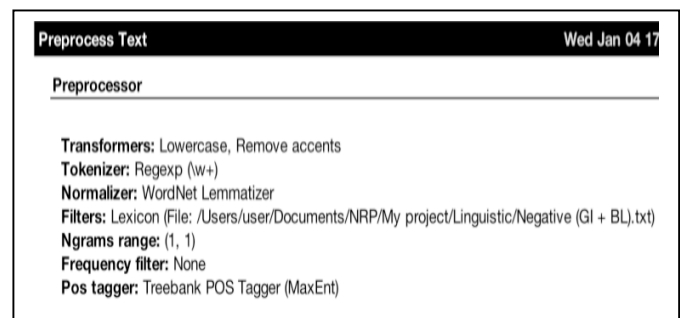 Preprocess Text Wed Jan 04 17
Preprocessor
Transformers: Lowercase, Remove accents
Tokenizer: Regexp (\w+)
Normalizer: WordNet Lemmatizer
Filters: Lexicon (File: /Users/user/Documents/NRP/My project/Linguistic/Negative (GI + BL).txt)
Ngrams range: (1, 1)
Frequency filter: None
Pos tagger: Treebank POS Tagger (MaxEnt)